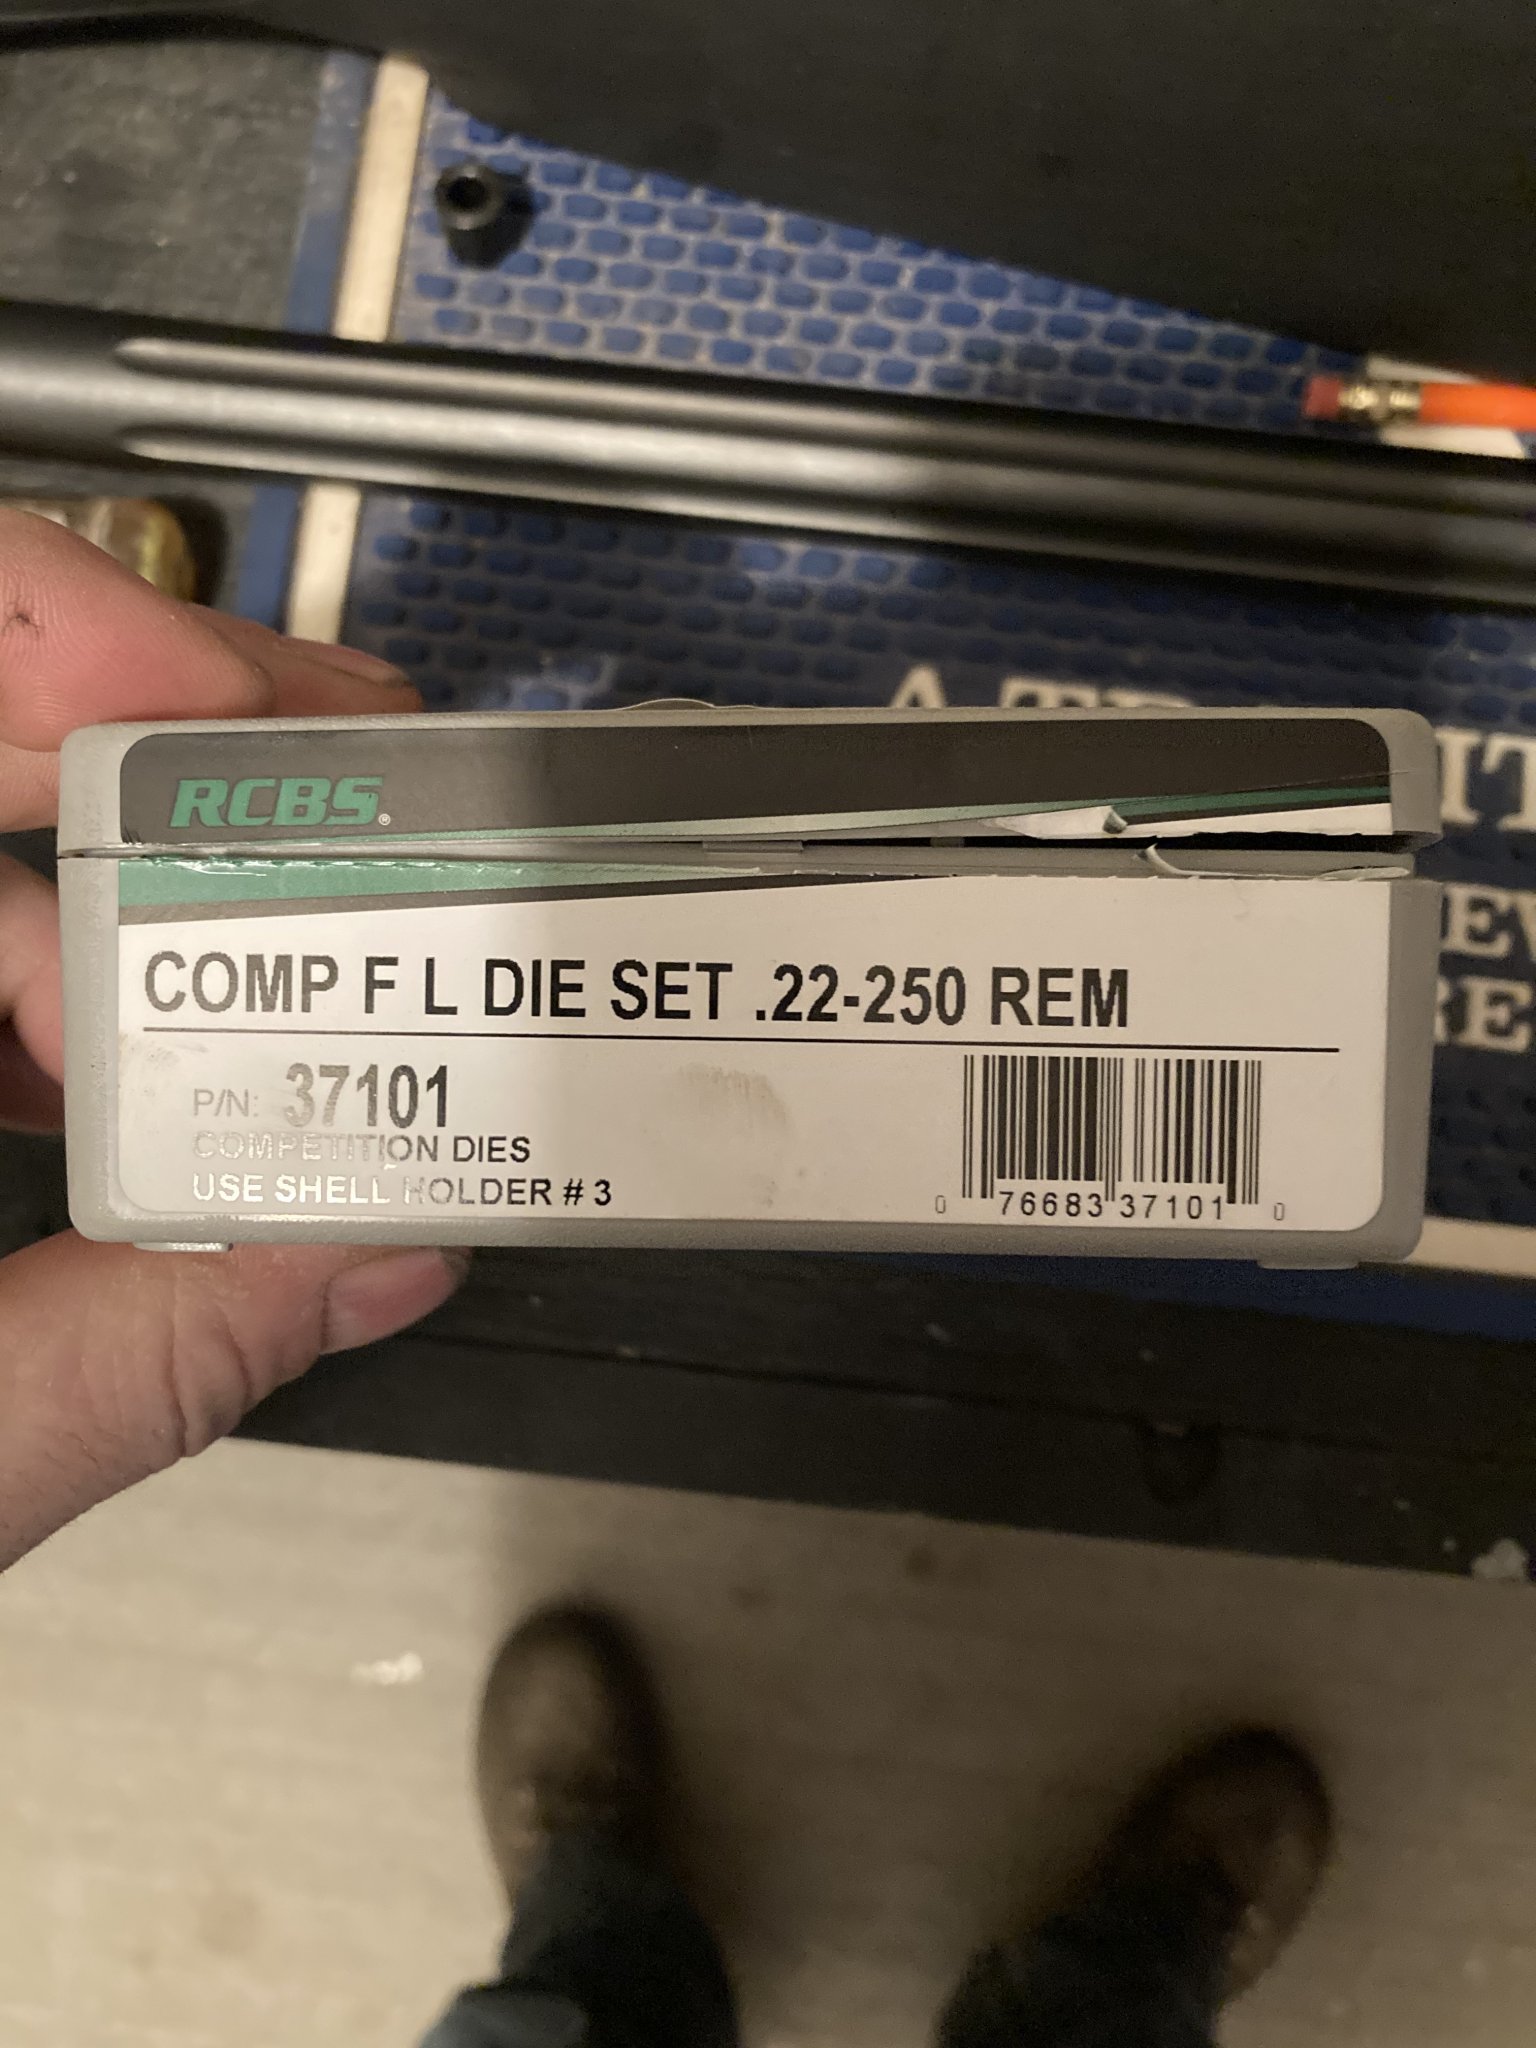 RCBS®
COMP F L DIE SET .22-250 REM
P/N: 37101
COMPETITION DIES
USE SHELL HOLDER # 3
0 76683 37101 0